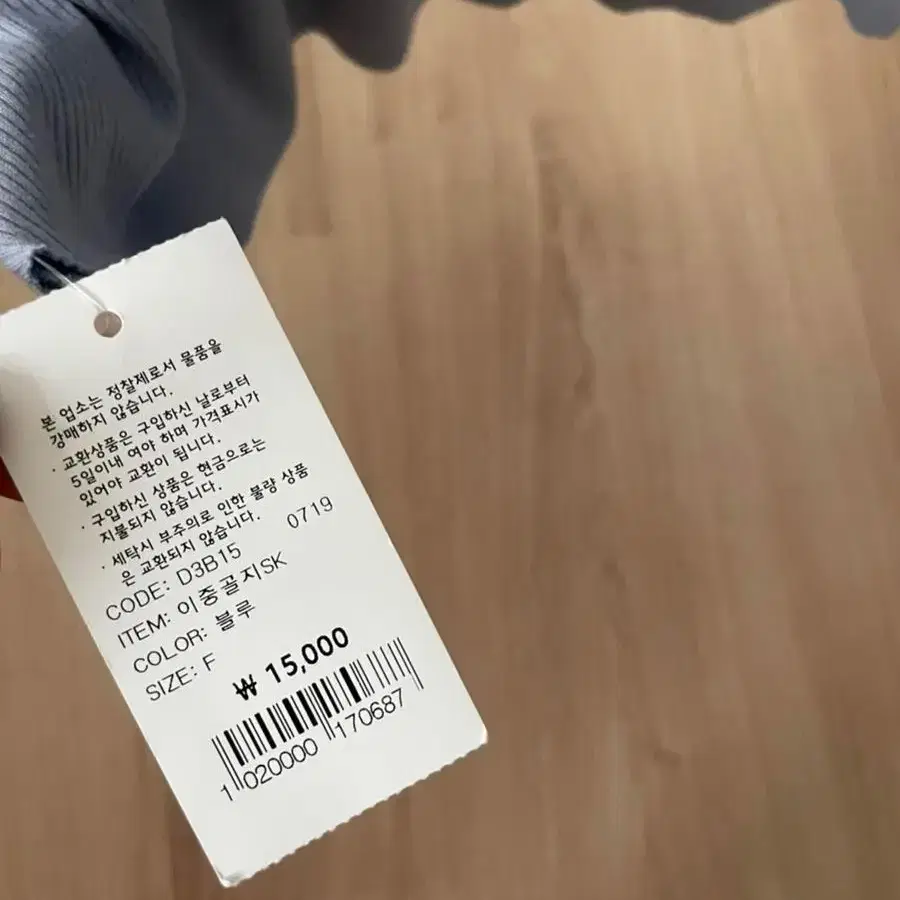 본 업소는 정찰제로서 물품을
강매하지 않습니다.
· 교환상품은 구입하신 날로부터
5일이내 여야 하며 가격표시가
있어야 교환이 됩니다.
· 구입하신 상품은 현금으로는
지불되지 않습니다.
· 세탁시 부주의로 인한 불량 상품
은 교환되지 않습니다.
CODE: D3B15 0719
ITEM: 이중골지SK
COLOR: 블루
SIZE: F
₩ 15,000
1 020000 170687